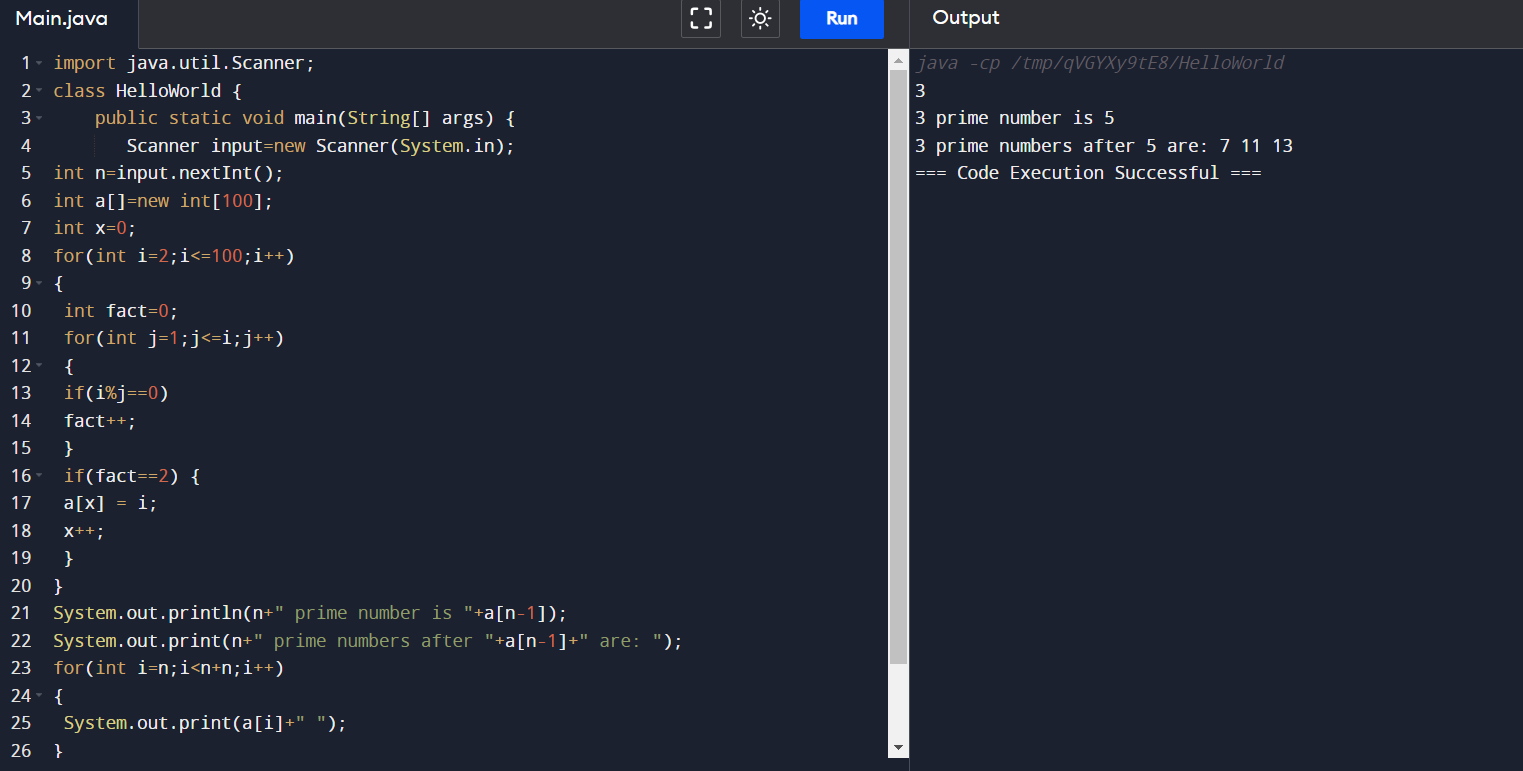 Main.java
Run
Output
1 import java.util.Scanner;
2 class HelloWorld {
3     public static void main(String[] args) {
4        Scanner input=new Scanner(System.in);
5 int n=input.nextInt();
6 int a[]=new int[100];
7 int x=0;
8 for(int i=2;i<=100;i++)
9 {
10  int fact=0;
11  for(int j=1;j<=i;j++)
12  {
13  if(i%j==0)
14  fact++;
15  }
16  if(fact==2) {
17  a[x] = i;
18  x++;
19  }
20 }
21 System.out.println(n+" prime number is "+a[n-1]);
22 System.out.print(n+" prime numbers after "+a[n-1]+" are: ");
23 for(int i=n;i<n+n;i++)
24 {
25  System.out.print(a[i]+" ");
26 }
java -cp /tmp/qVGYXy9tE8/HelloWorld
3
3 prime number is 5
3 prime numbers after 5 are: 7 11 13
=== Code Execution Successful ===